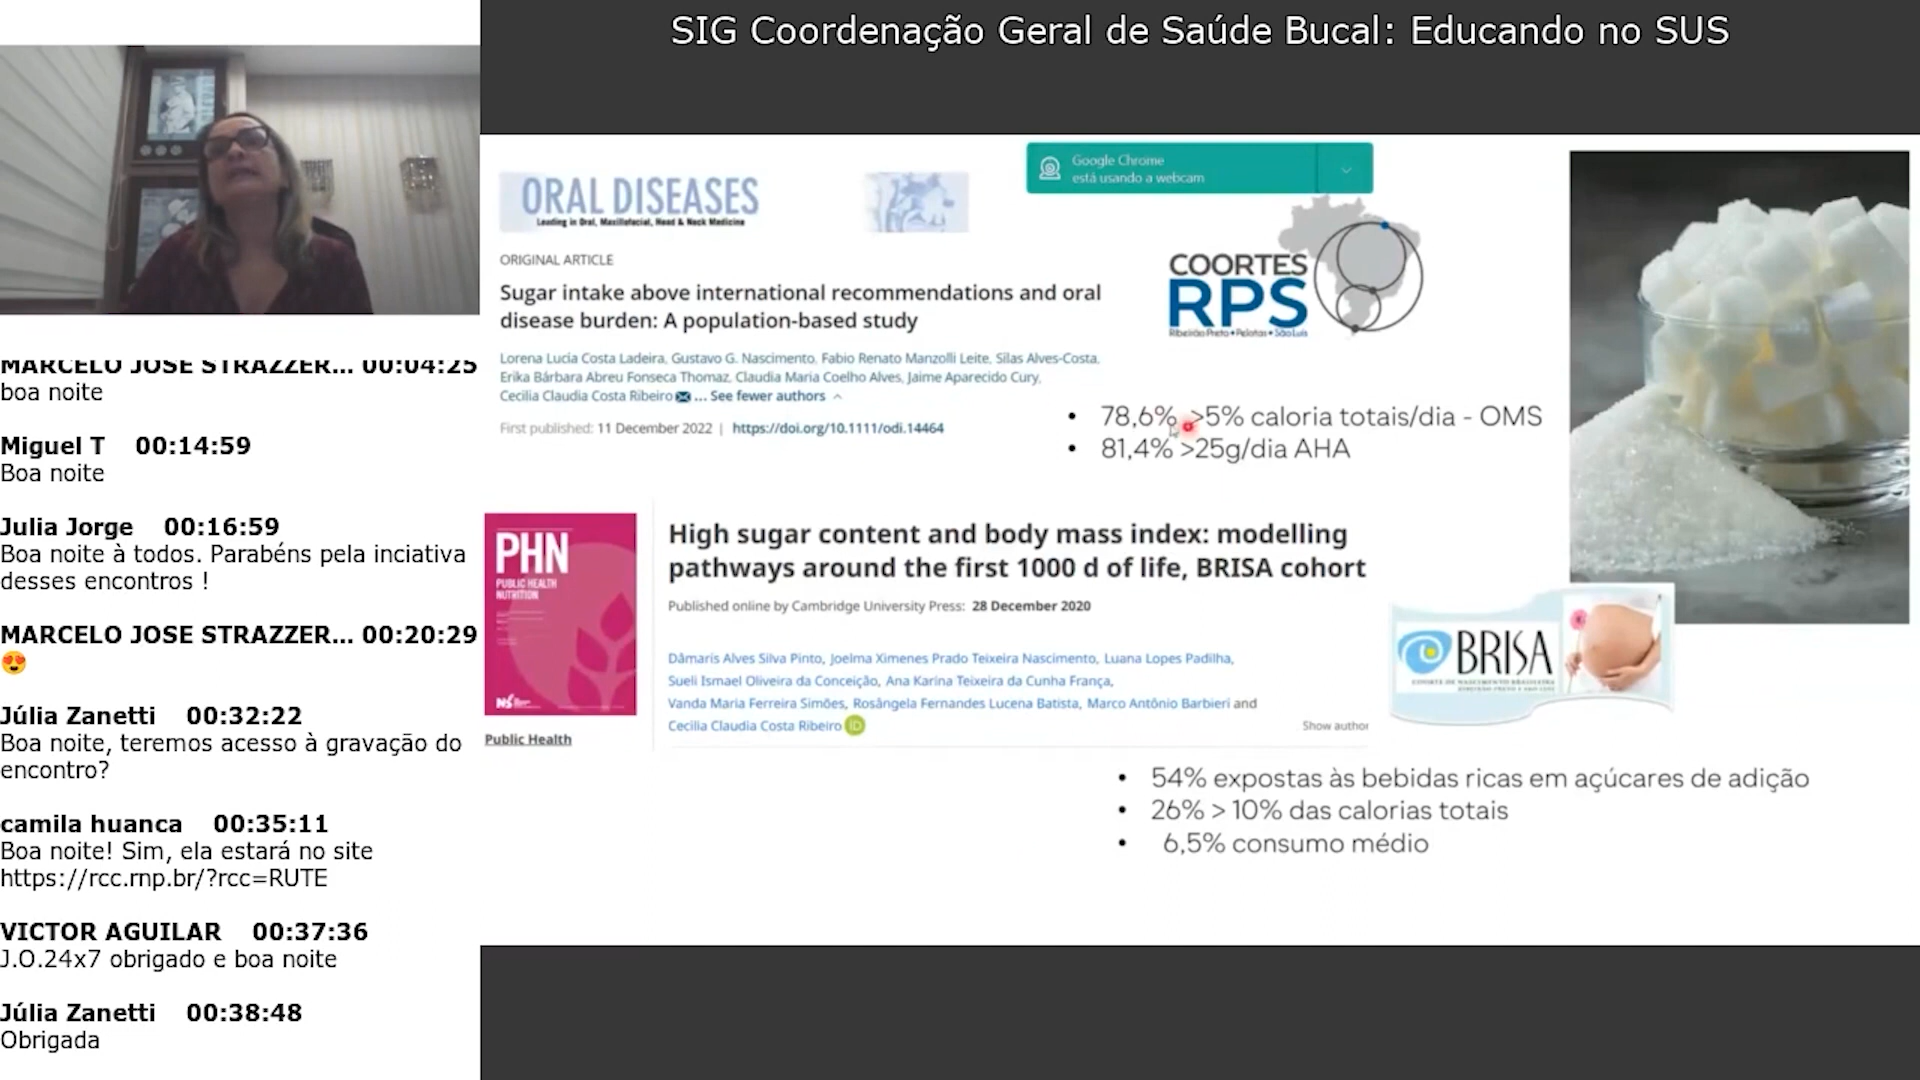 SIG Coordenação Geral de Saúde Bucal: Educando no SUS
MARCELO JOSE STRAZZER... 00:04:25
boa noite
Miguel T 00:14:59
Boa noite
Julia Jorge 00:16:59
Boa noite à todos. Parabéns pela inciativa
desses encontros !
MARCELO JOSE STRAZZER... 00:20:29
😍
Júlia Zanetti 00:32:22
Boa noite, teremos acesso à gravação do
encontro?
camila huanca 00:35:11
Boa noite! Sim, ela estará no site
https://rcc.rnp.br/?rcc=RUTE
VICTOR AGUILAR 00:37:36
J.O.24x7 obrigado e boa noite
Júlia Zanetti 00:38:48
Obrigada
Google Chrome
está usando a webcam
ORAL DISEASES
Leading in Oral, Maxillofacial, Head & Neck Medicine
ORIGINAL ARTICLE
Sugar intake above international recommendations and oral
disease burden: A population-based study
Lorena Lucía Costa Ladeira, Gustavo G. Nascimento, Fabio Renato Manzolli Leite, Silas Alves-Costa,
Erika Bárbara Abreu Fonseca Thomaz, Claudia Maria Coelho Alves, Jaime Aparecido Cury,
Cecilia Claudia Costa Ribeiro ... See fewer authors
First published: 11 December 2022 | https://doi.org/10.1111/odi.14464
COORTES
RPS
Ribeirão Preto • Pelotas • São Luís
• 78,6% >5% caloria totais/dia - OMS
• 81,4% >25g/dia AHA
PHN
PUBLIC HEALTH
NUTRITION
Public Health
High sugar content and body mass index: modelling
pathways around the first 1000 d of life, BRISA cohort
Published online by Cambridge University Press: 28 December 2020
Dâmaris Alves Silva Pinto, Joelma Ximenes Prado Teixeira Nascimento, Luana Lopes Padilha,
Sueli Ismael Oliveira da Conceição, Ana Karina Teixeira da Cunha França,
Vanda Maria Ferreira Simões, Rosângela Fernandes Lucena Batista, Marco Antônio Barbieri and
Cecilia Claudia Costa Ribeiro iD
Show author
BRISA
• 54% expostas às bebidas ricas em açúcares de adição
• 26% > 10% das calorias totais
• 6,5% consumo médio